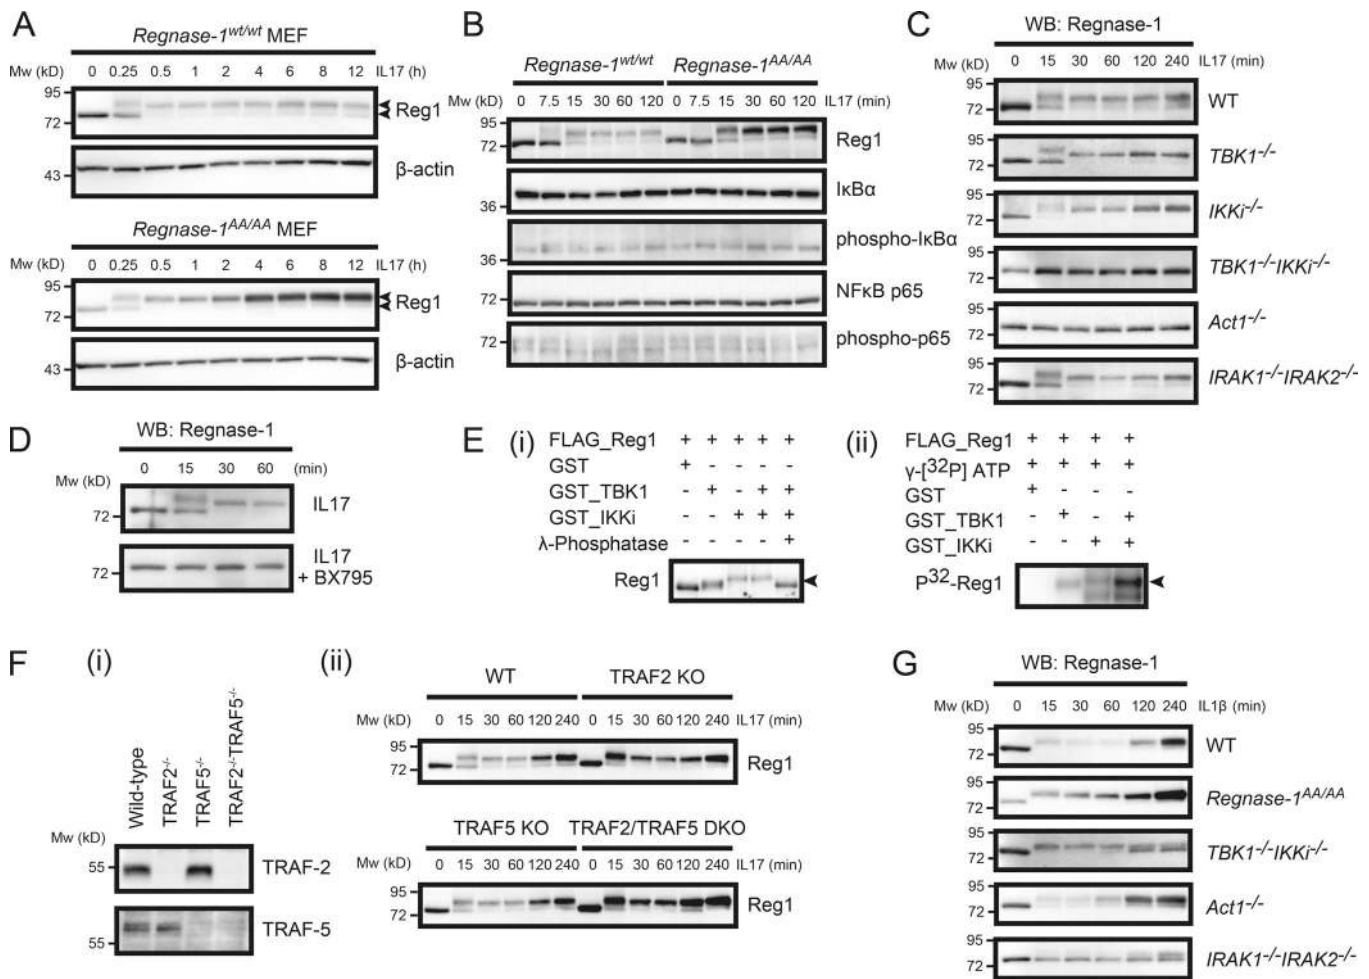 A
Regnase-1wt/wt MEF
Mw (kD) 0 0.25 0.5 1 2 4 6 8 12 IL17 (h)
95
72
Reg1
43
β-actin
Regnase-1AA/AA MEF
Mw (kD) 0 0.25 0.5 1 2 4 6 8 12 IL17 (h)
95
72
Reg1
43
β-actin
B
Regnase-1wt/wt Regnase-1AA/AA
Mw (kD) 0 7.5 15 30 60 120 0 7.5 15 30 60 120 IL17 (min)
95
72
Reg1
IκBα
36
phospho-IκBα
36
72
NFκB p65
72
phospho-p65
C
WB: Regnase-1
Mw (kD) 0 15 30 60 120 240 IL17 (min)
95
72
WT
95
72
TBK1-/-
95
72
IKKi-/-
95
72
TBK1-/-IKKi-/-
95
72
Act1-/-
95
72
IRAK1-/-IRAK2-/-
D
WB: Regnase-1
Mw (kD) 0 15 30 60 (min)
72
IL17
72
IL17
+ BX795
E
(i)
FLAG_Reg1 + + + + +
GST + - - - -
GST_TBK1 - + - + +
GST_IKKi - - + + +
λ-Phosphatase +
Reg1
(ii)
FLAG_Reg1 + + + +
γ-[32P] ATP + + + +
GST + - - -
GST_TBK1 - + - +
GST_IKKi - - + +
P32-Reg1
F
(i)
Wild-type
TRAF2-/-
TRAF5-/-
TRAF2-/-TRAF5-/-
Mw (kD)
55
TRAF-2
55
TRAF-5
(ii)
WT TRAF2 KO
Mw (kD) 0 15 30 60 120 240 0 15 30 60 120 240 IL17 (min)
95
72
Reg1
TRAF5 KO TRAF2/TRAF5 DKO
Mw (kD) 0 15 30 60 120 240 0 15 30 60 120 240 IL17 (min)
95
72
Reg1
G
WB: Regnase-1
Mw (kD) 0 15 30 60 120 240 IL1β (min)
95
72
WT
95
72
Regnase-1AA/AA
95
72
TBK1-/-IKKi-/-
95
72
Act1-/-
95
72
IRAK1-/-IRAK2-/-